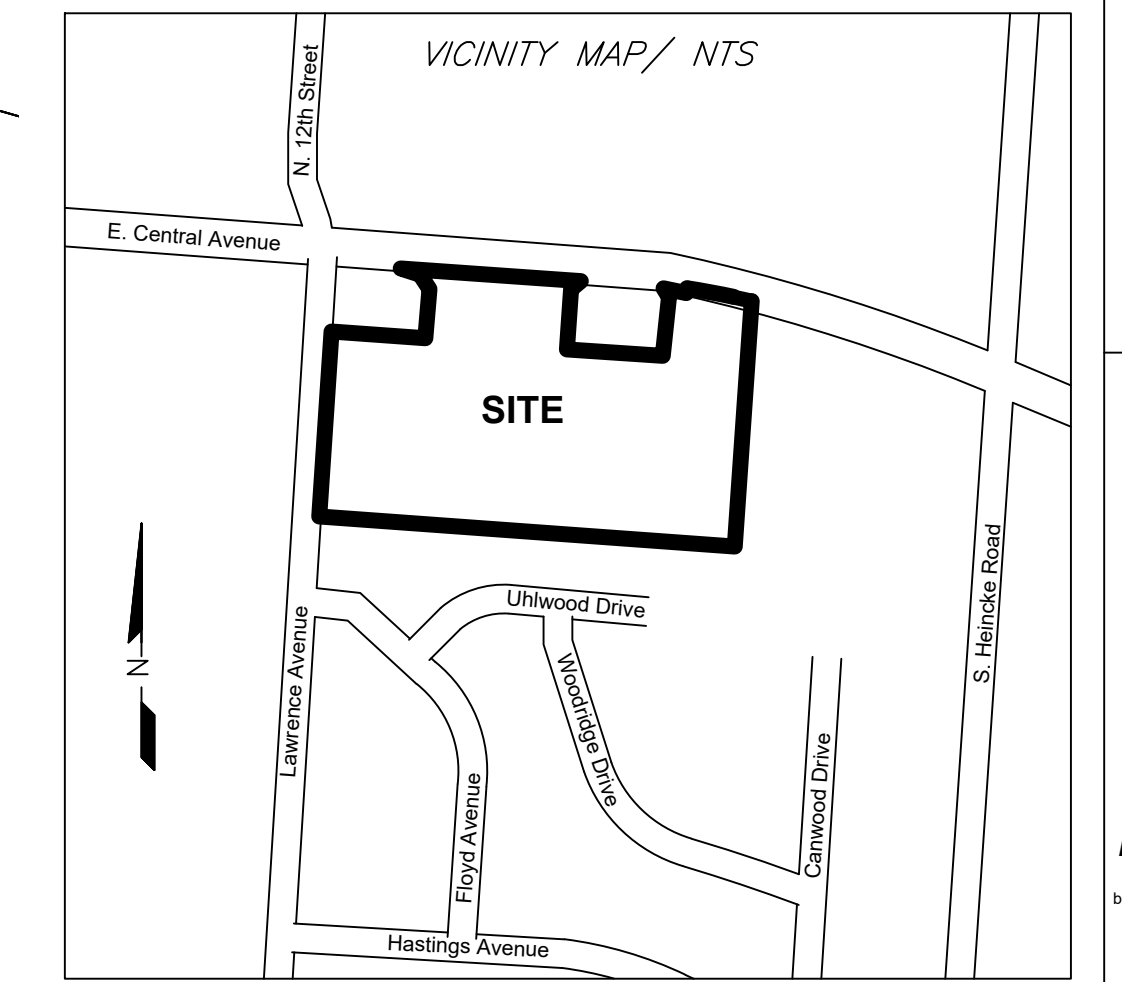 VICINITY MAP/ NTS
N. 12th Street
E. Central Avenue
SITE
S. Heincke Road
Uhlwood Drive
N
Lawrence Avenue
Woodridge Drive
Canwood Drive
Floyd Avenue
b
Hastings Avenue